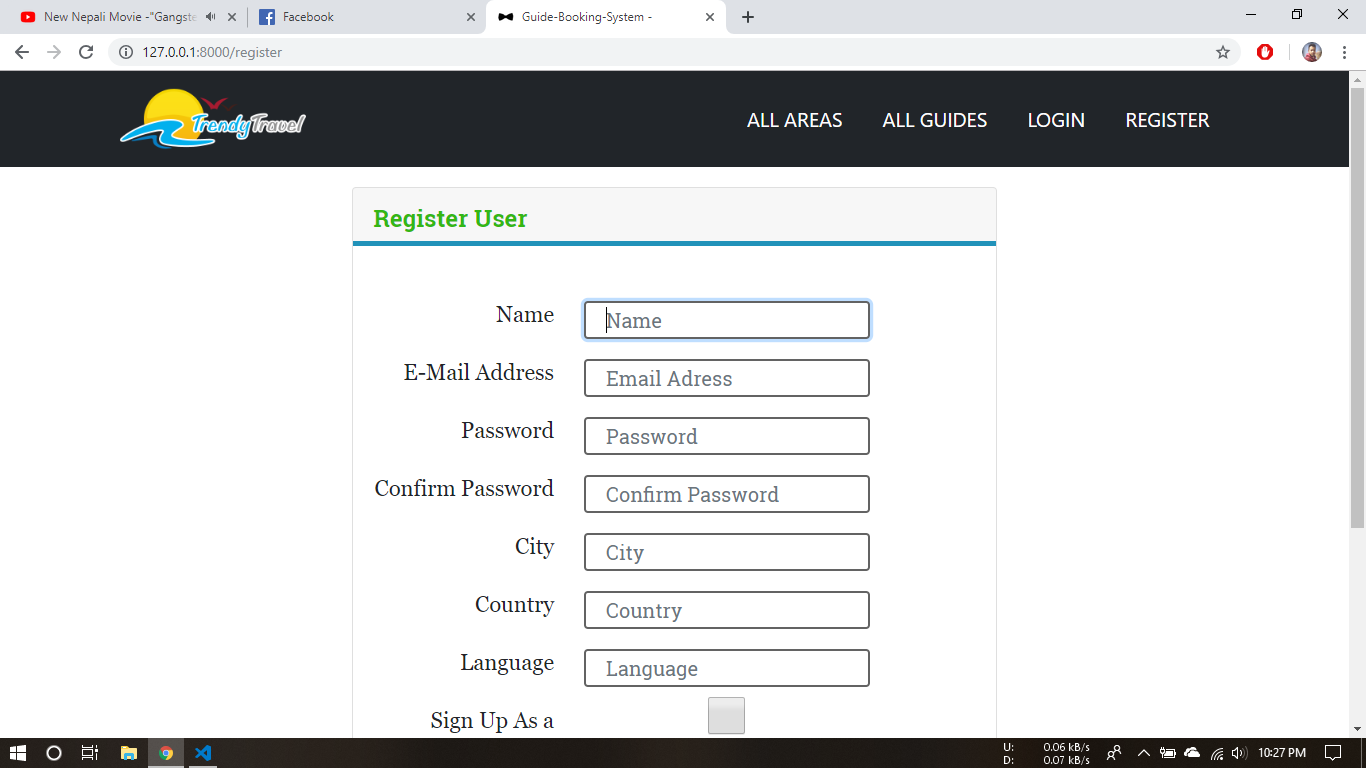 New Nepali Movie -"Gangste
Facebook
Guide-Booking-System -
127.0.0.1:8000/register
TrendyTravel
ALL AREAS
ALL GUIDES
LOGIN
REGISTER
Register User
Name
Name
E-Mail Address
Email Adress
Password
Password
Confirm Password
Confirm Password
City
City
Country
Country
Language
Language
Sign Up As a
U: 0.06 kB/s
D: 0.07 kB/s
10:27 PM